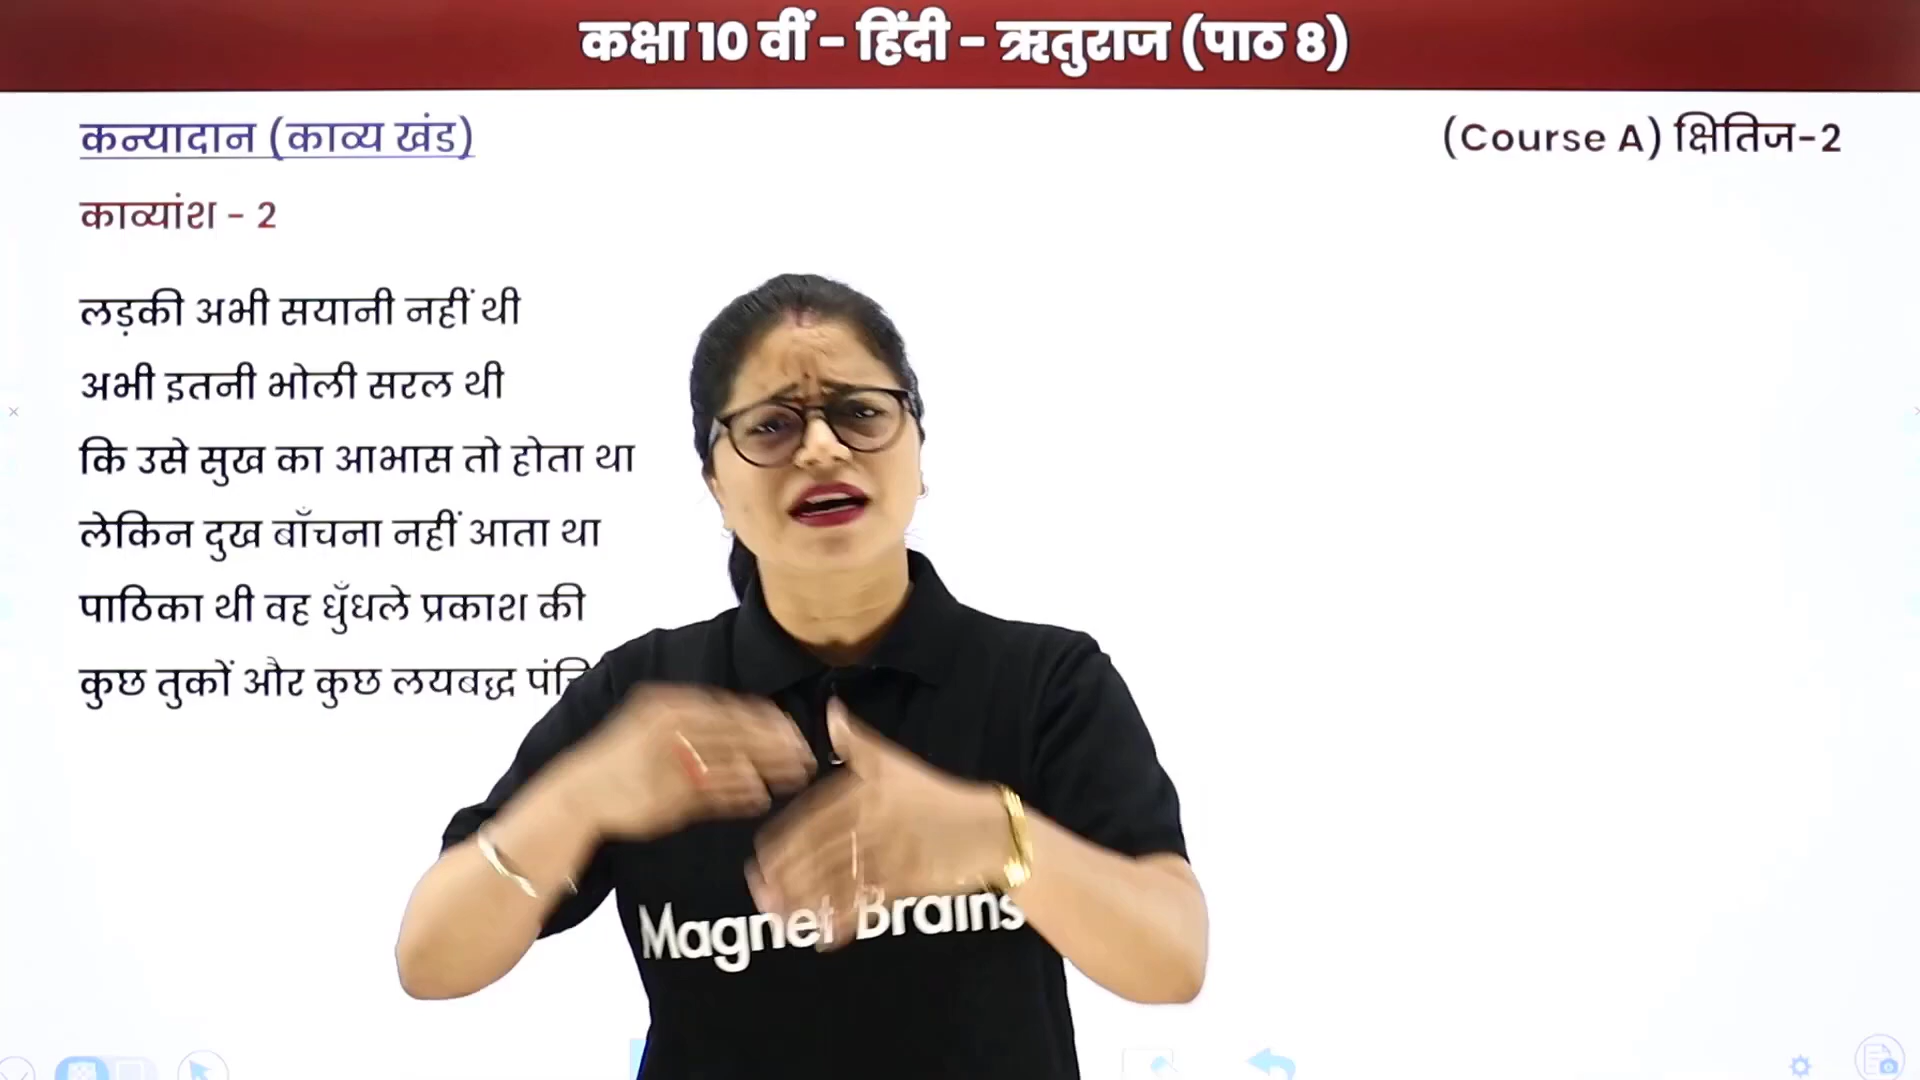 कक्षा 10 वीं - हिंदी - ऋतुराज (पाठ 8)
कन्यादान (काव्य खंड)
(Course A) क्षितिज-2
काव्यांश - 2
लड़की अभी सयानी नहीं थी
अभी इतनी भोली सरल थी
कि उसे सुख का आभास तो होता था
लेकिन दुख बाँचना नहीं आता था
पाठिका थी वह धुँधले प्रकाश की
कुछ तुकों और कुछ लयबद्ध
Magnet Brains